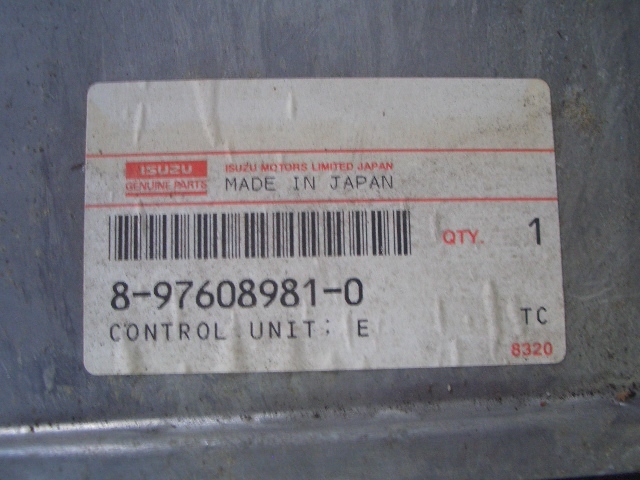 ISUZU
GENUINE PARTS
ISUZU MOTORS LIMITED JAPAN
MADE IN JAPAN
QTY. 1
8-97608981-0
CONTROL UNIT; E
TC
8320